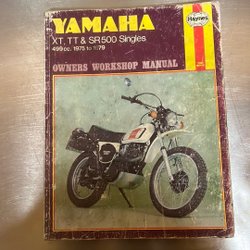 YAMAHA
Haynes
XT, TT & SR500 Singles
499cc. 1975 to 1979
OWNERS WORKSHOP MANUAL